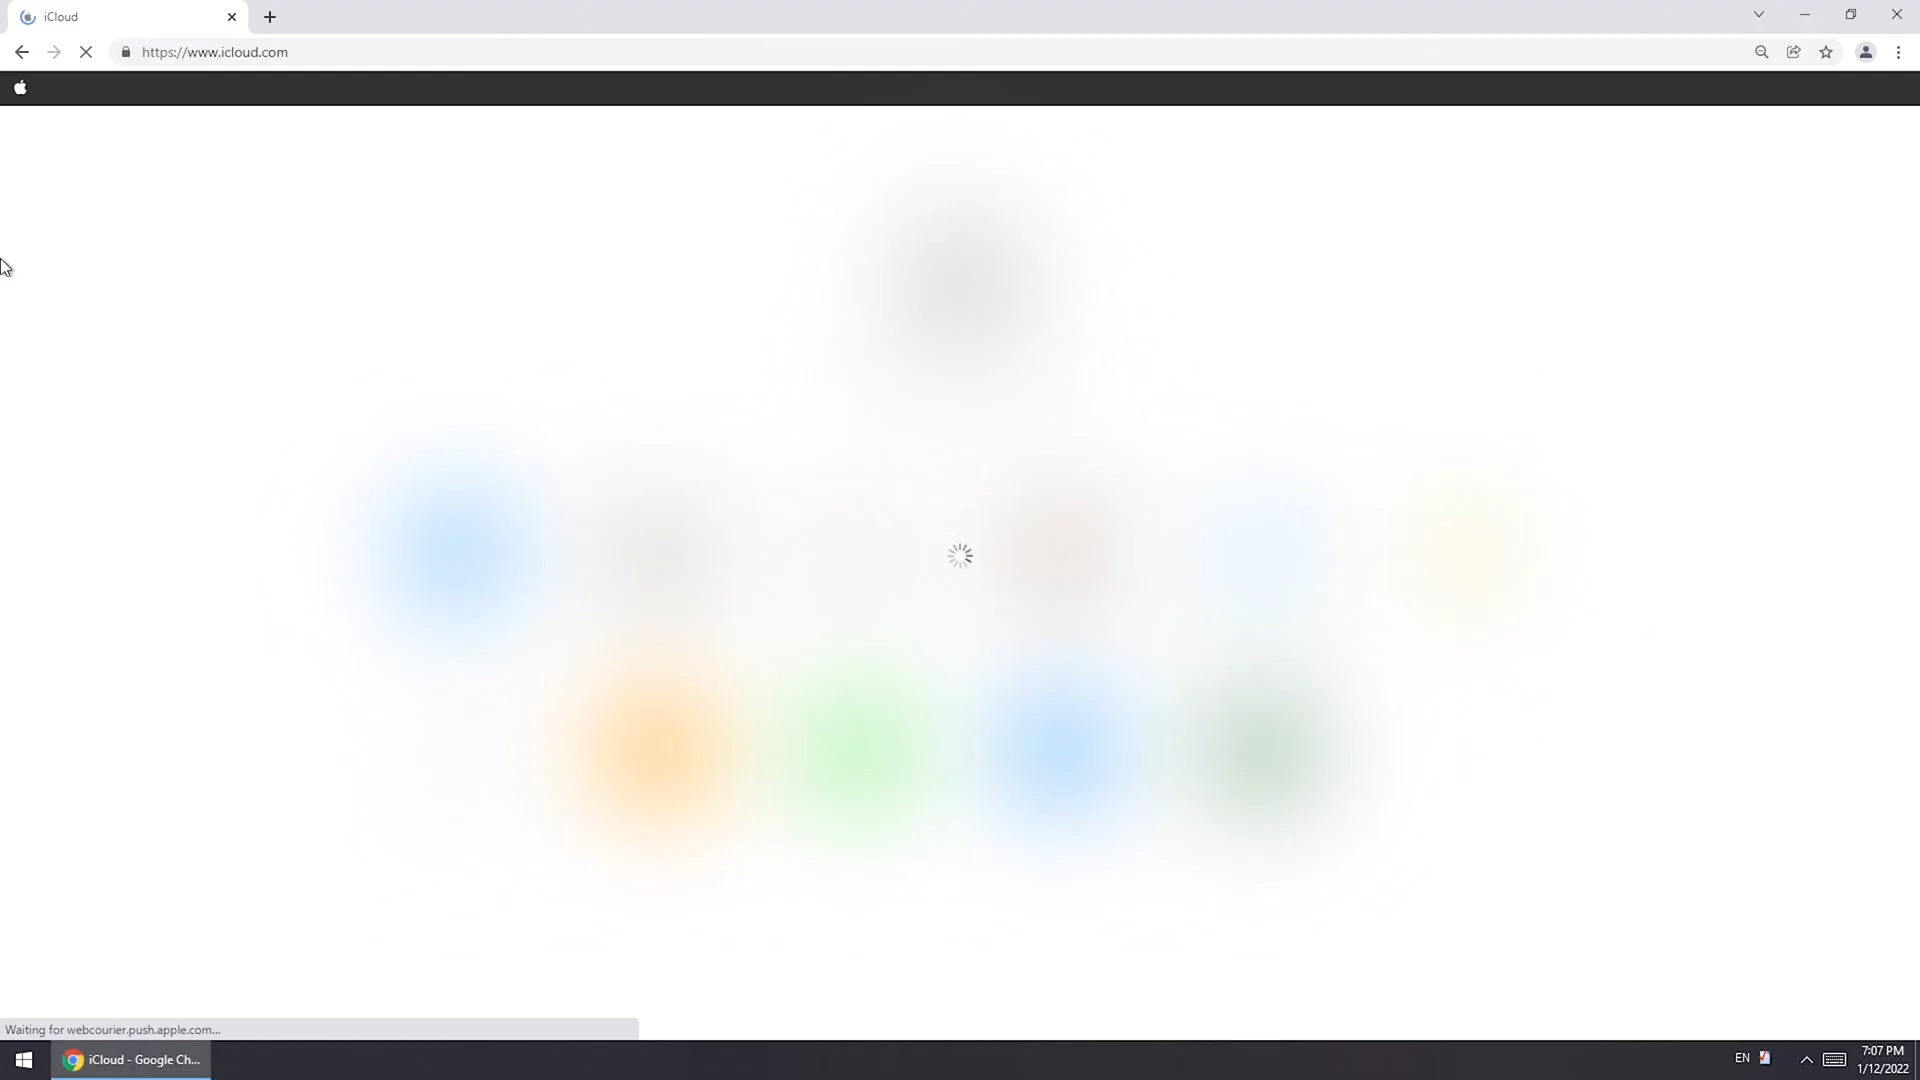 iCloud
https://www.icloud.com
Waiting for webcourier.push.apple.com...
iCloud - Google Ch...
EN
7:07 PM
1/12/2022